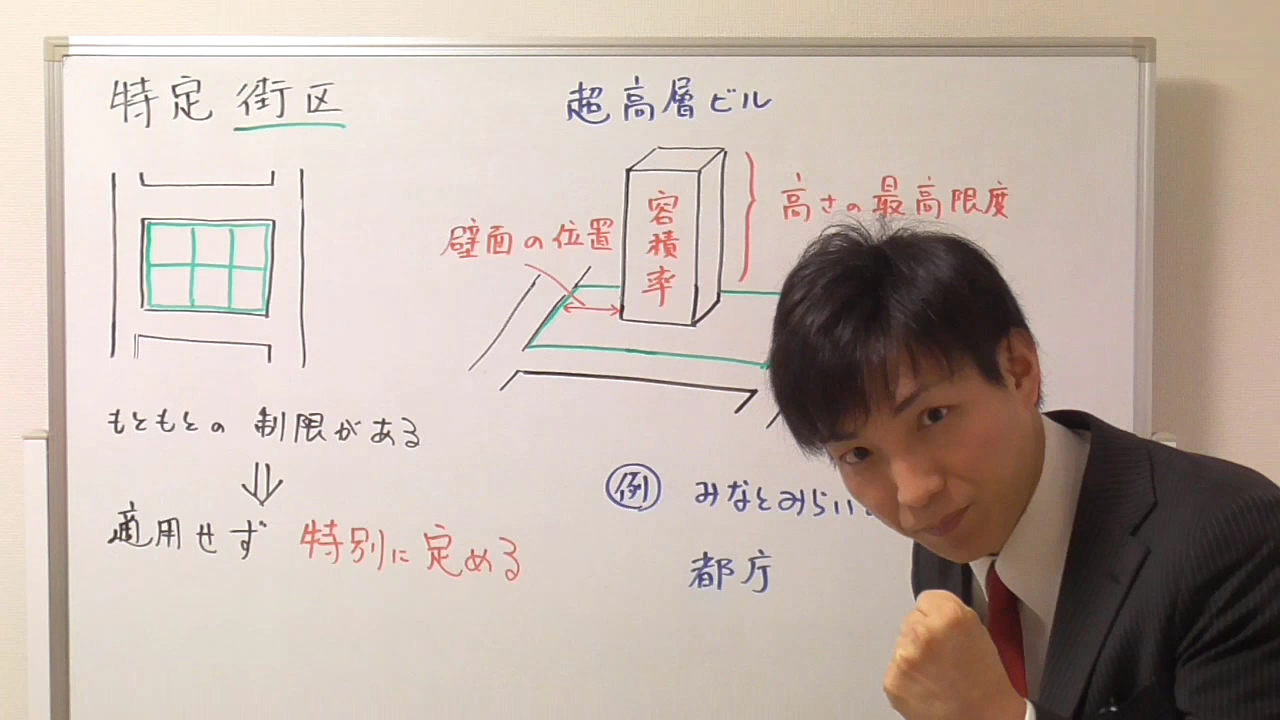 特定街区
超高層ビル
高さの最高限度
壁面の位置
容積率
もともとの制限がある
適用せず 特別に定める
例 みなとみらい
都庁